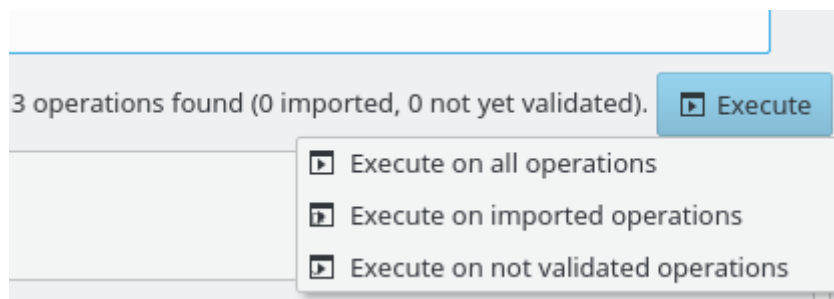 3 operations found (0 imported, 0 not yet validated). Execute
Execute on all operations
Execute on imported operations
Execute on not validated operations